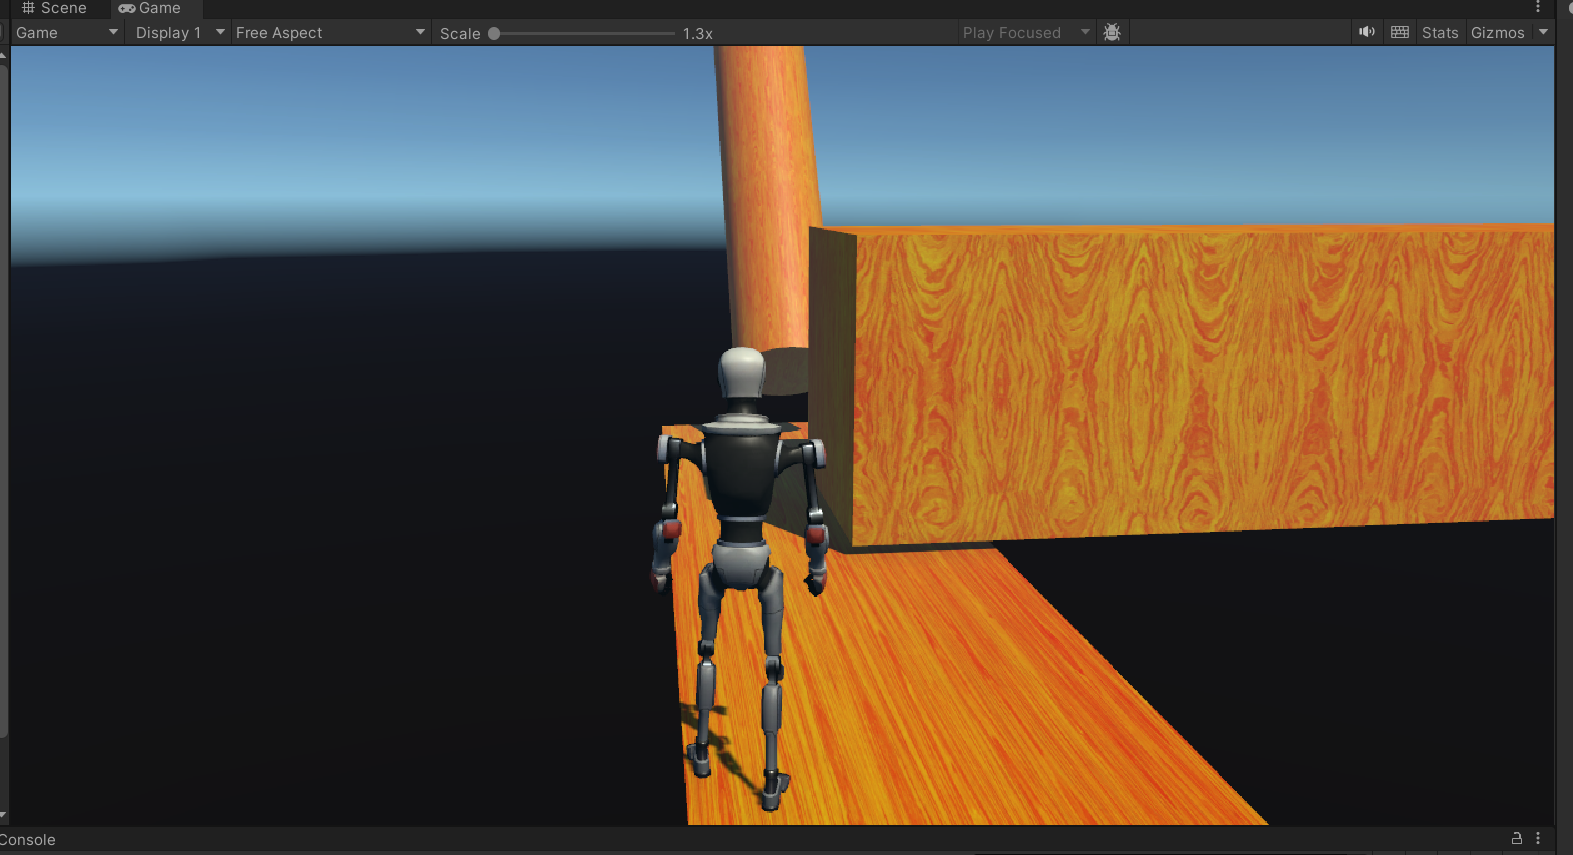 Scene Game
Game Display 1 Free Aspect Scale 1.3x Play Focused Stats Gizmos
Console